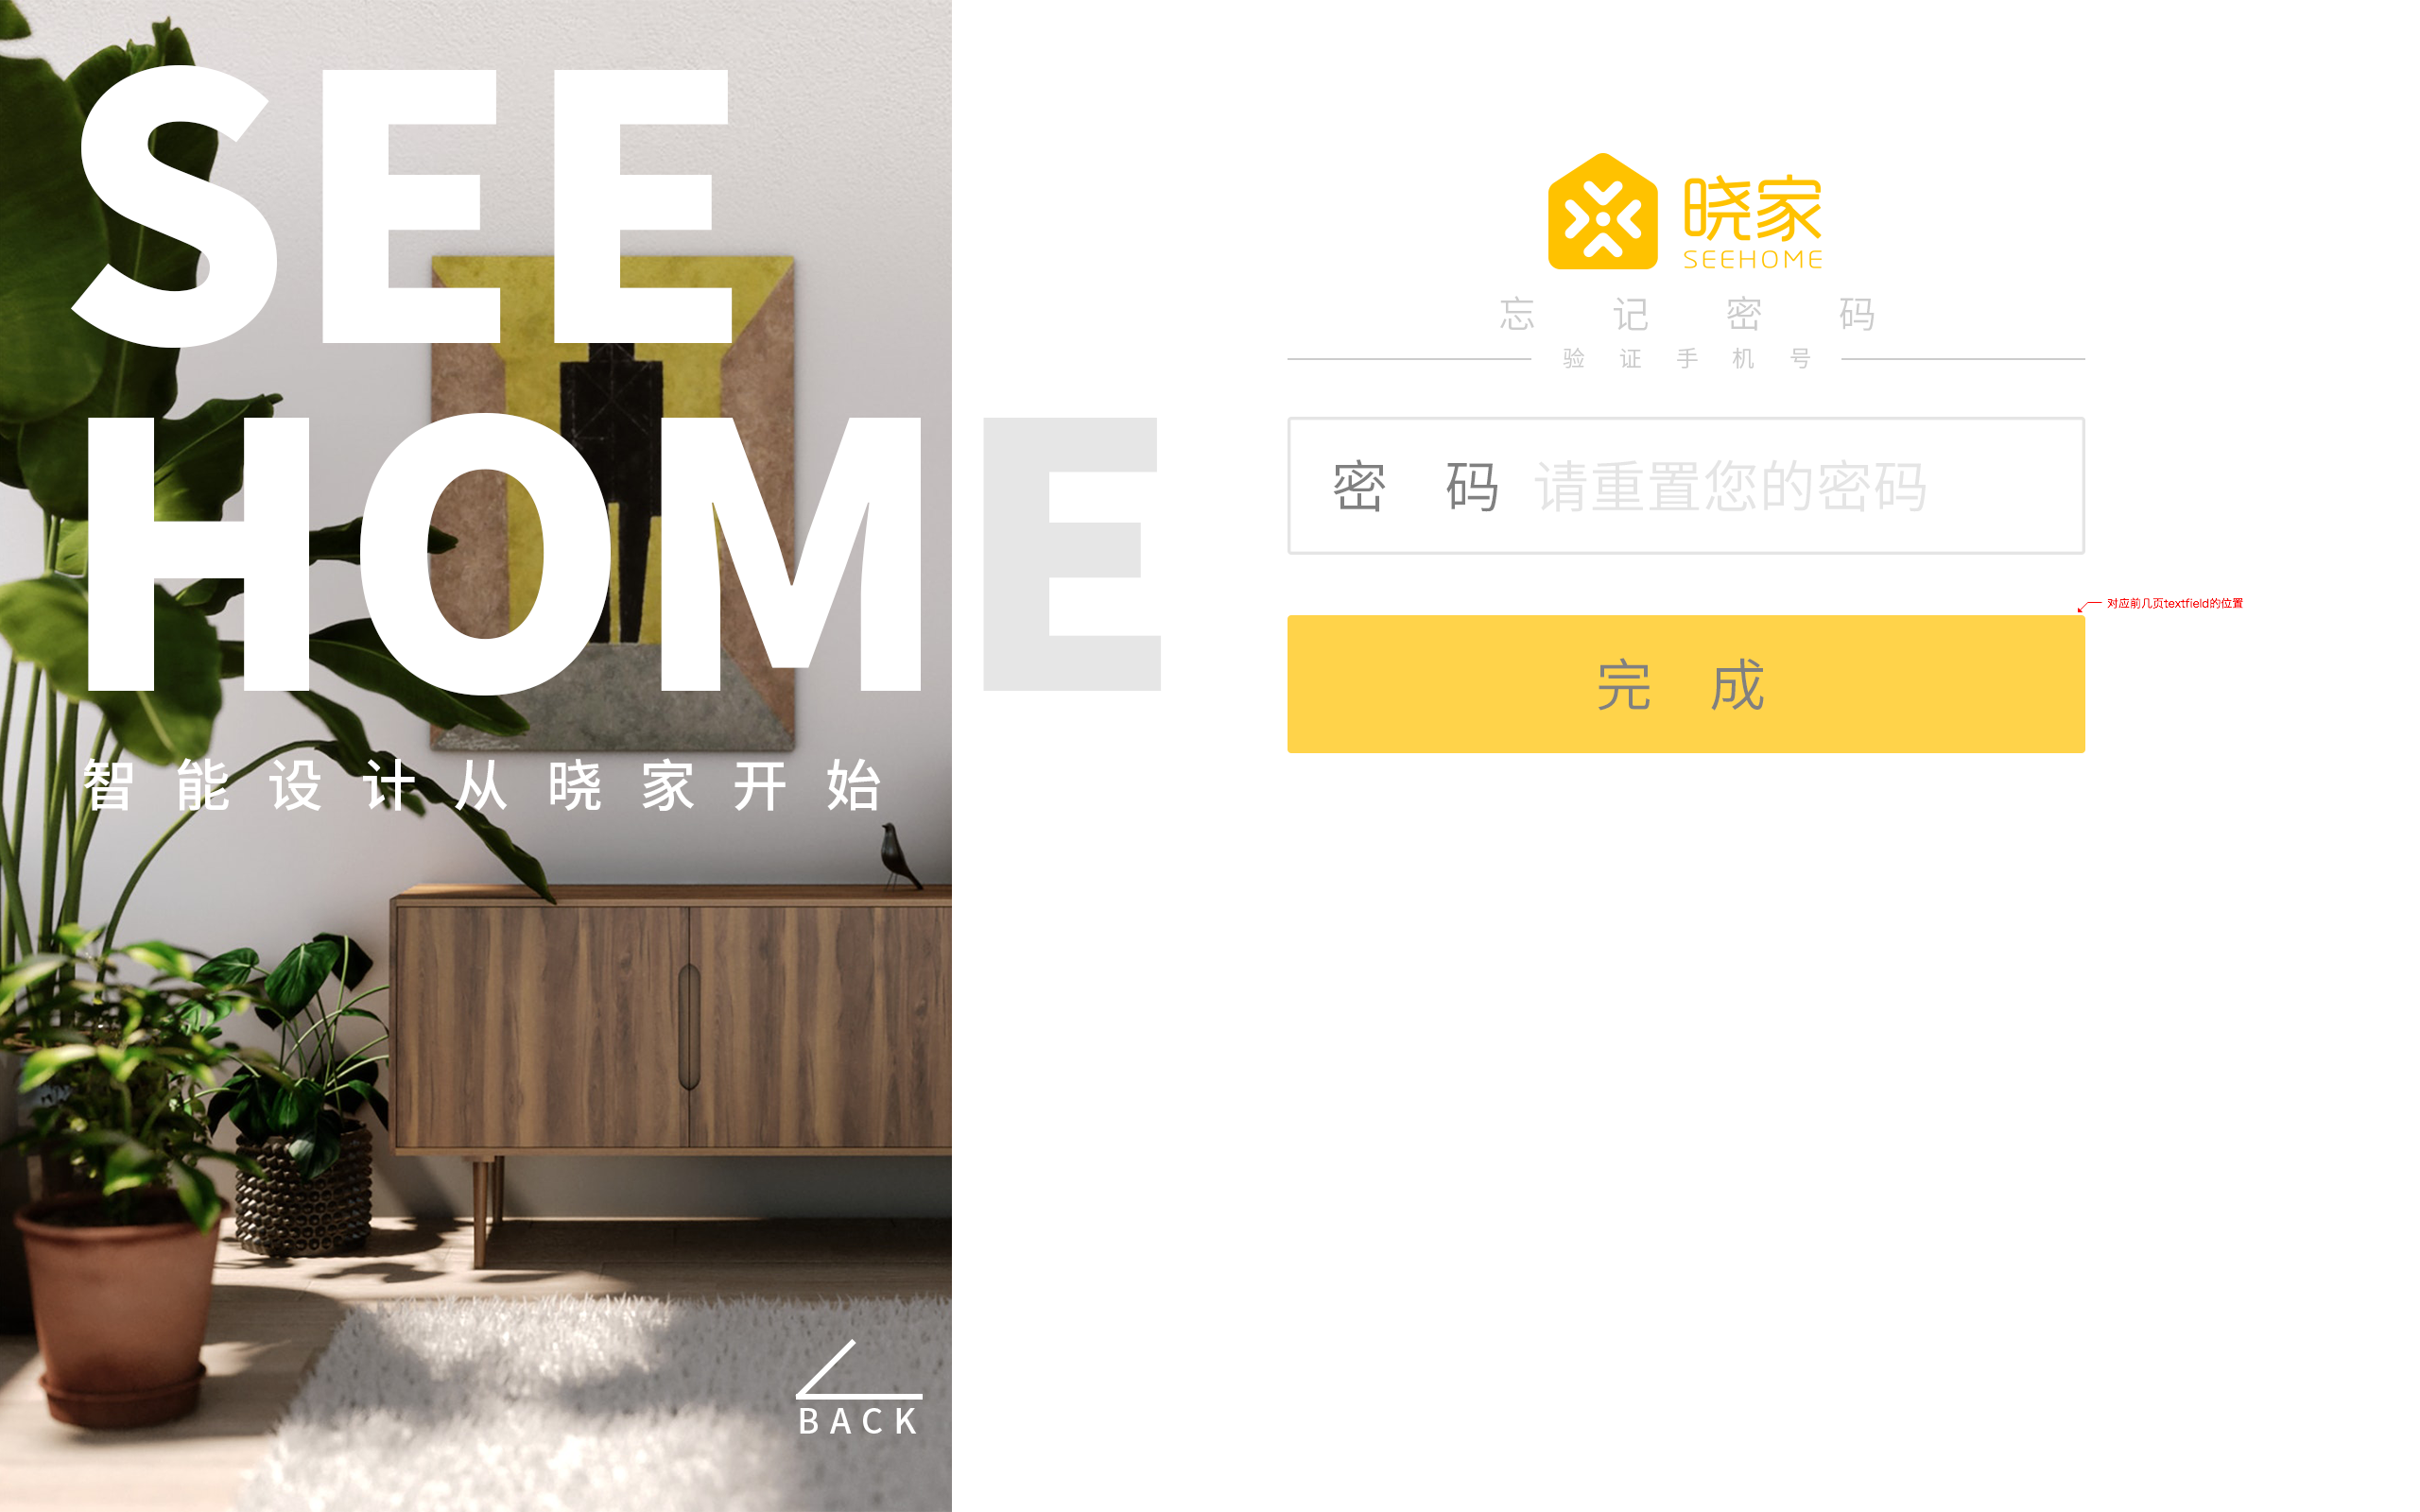 SEE
HOME
智能设计从晓家开始
BACK
晓家
SEEHOME
忘记密码
验证手机号
密 码 请重置您的密码
对应前几页textfield的位置
完 成